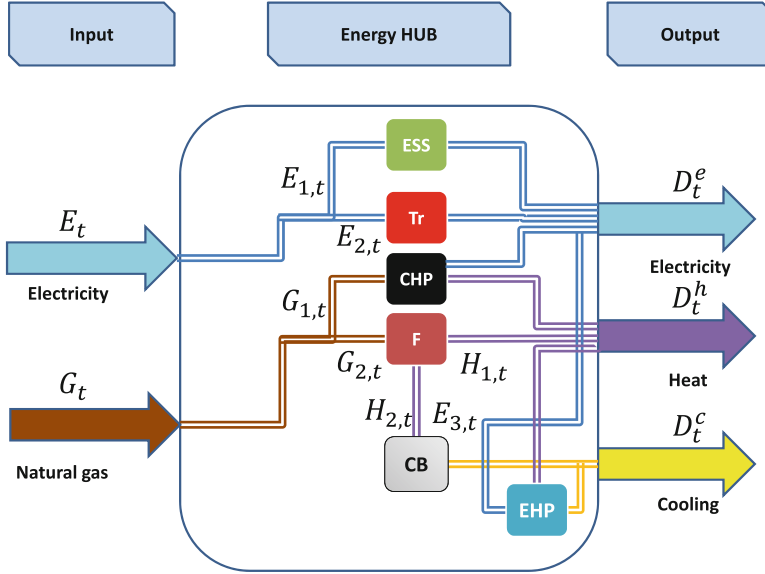 Input
Energy HUB
Output
ESS
E_{1,t}
D_t^e
E_t
E_{2,t}
Tr
Electricity
Electricity
CHP
G_{1,t}
D_t^h
F
G_{2,t}
H_{1,t}
G_t
Heat
H_{2,t}
E_{3,t}
D_t^c
Natural gas
CB
Cooling
EHP